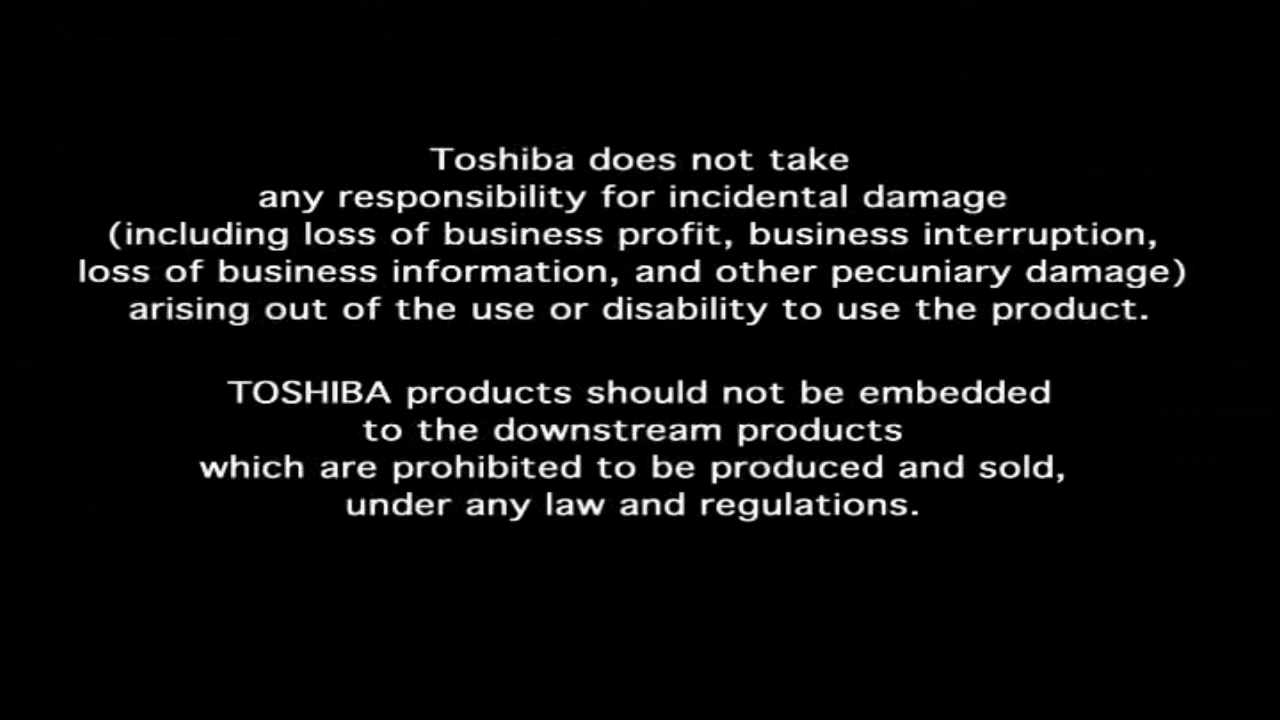 Toshiba does not take
any responsibility for incidental damage
(including loss of business profit, business interruption,
loss of business information, and other pecuniary damage)
arising out of the use or disability to use the product.
TOSHIBA products should not be embedded
to the downstream products
which are prohibited to be produced and sold,
under any law and regulations.